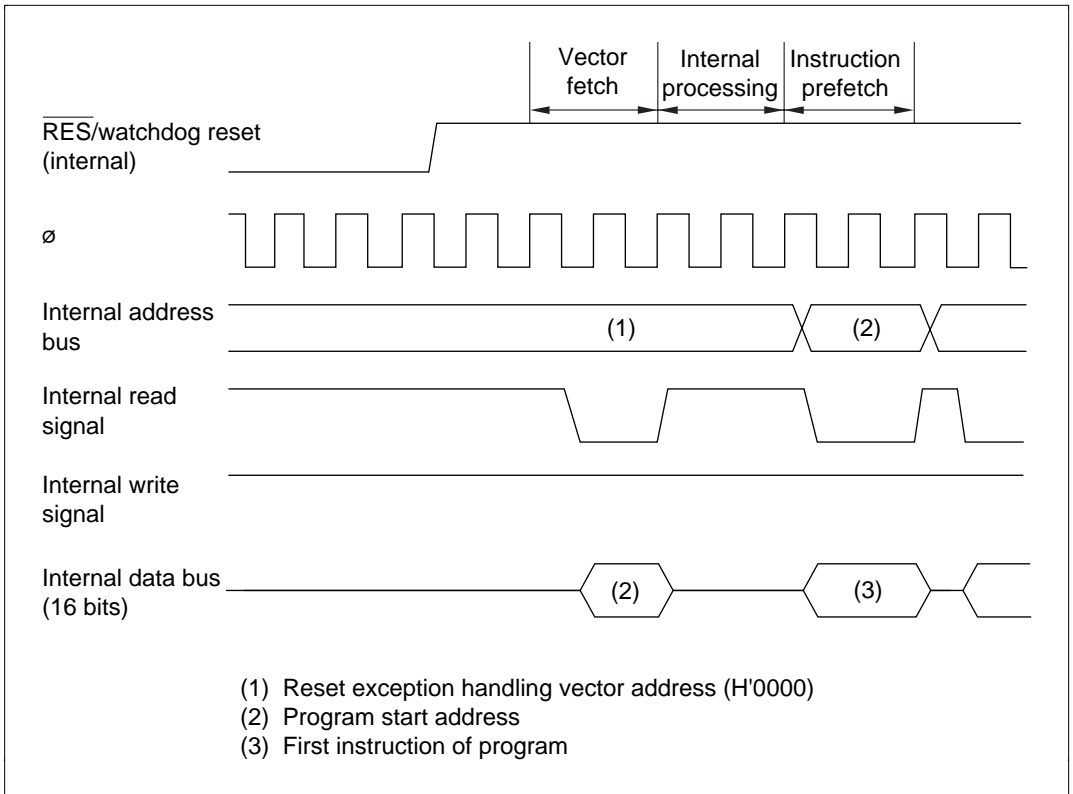 Vector fetch
Internal processing
Instruction prefetch
RES/watchdog reset
(internal)
ø
Internal address
bus
(1)
(2)
Internal read
signal
Internal write
signal
Internal data bus
(16 bits)
(2)
(3)
(1) Reset exception handling vector address (H'0000)
(2) Program start address
(3) First instruction of program